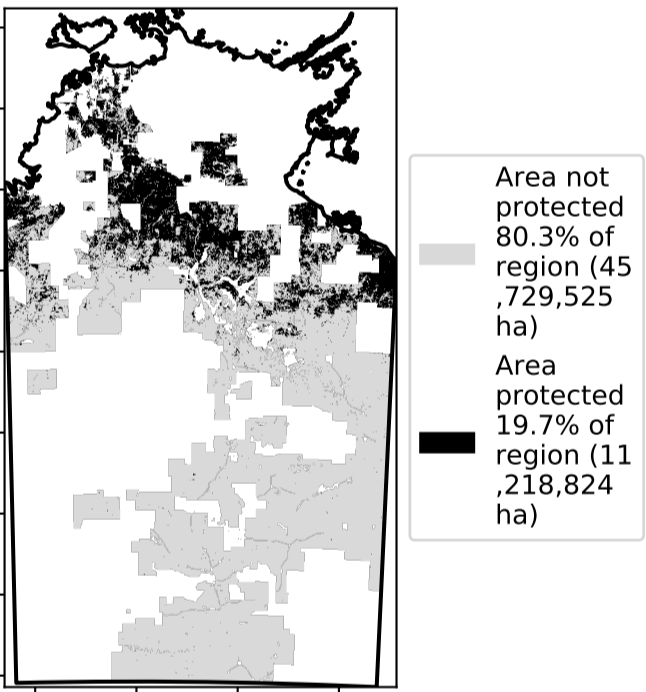 Area not
protected
80.3% of
region (45
,729,525
ha)
Area
protected
19.7% of
region (11
,218,824
ha)